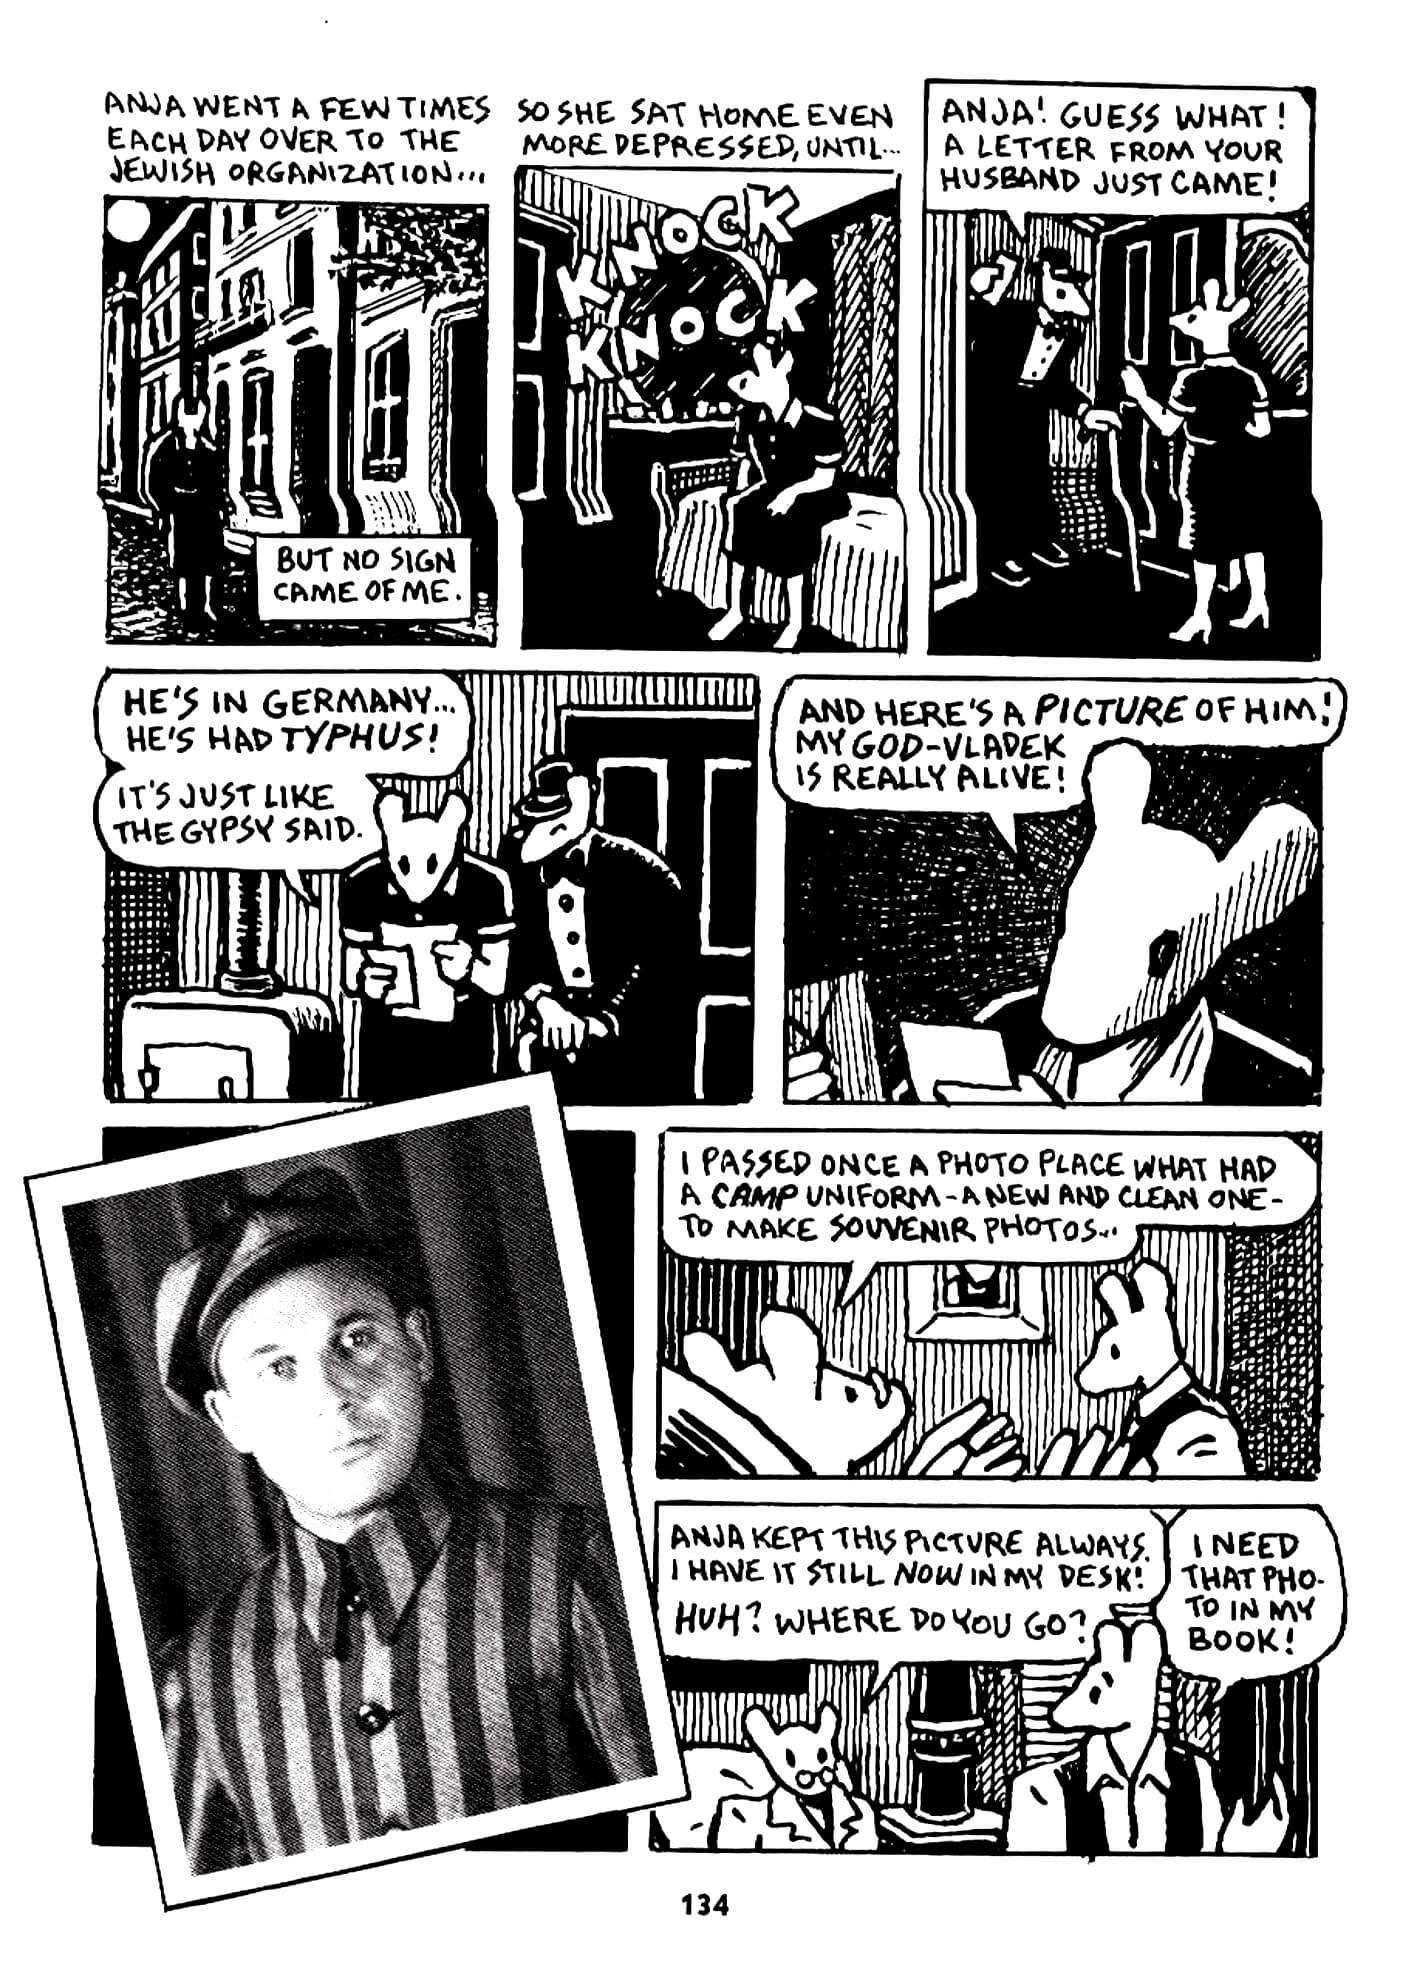 ANJA WENT A FEW TIMES
EACH DAY OVER TO THE
JEWISH ORGANIZATION...
BUT NO SIGN
CAME OF ME.
SO SHE SAT HOME EVEN
MORE DEPRESSED, UNTIL...
KNOCK
KNOCK
ANJA! GUESS WHAT!
A LETTER FROM YOUR
HUSBAND JUST CAME!
HE'S IN GERMANY...
HE'S HAD TYPHUS!
IT'S JUST LIKE
THE GYPSY SAID.
AND HERE'S A PICTURE OF HIM!
MY GOD-VLADEK
IS REALLY ALIVE!
I PASSED ONCE A PHOTO PLACE WHAT HAD
A CAMP UNIFORM-A NEW AND CLEAN ONE-
TO MAKE SOUVENIR PHOTOS...
ANJA KEPT THIS PICTURE ALWAYS.
I HAVE IT STILL NOW IN MY DESK!
HUH? WHERE DO YOU GO?
I NEED
THAT PHO-
TO IN MY
BOOK!
134